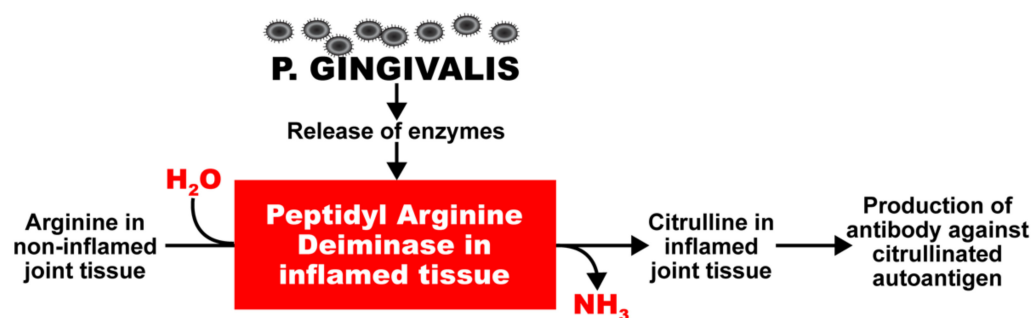 P. GINGIVALIS
Release of enzymes
H₂O
Arginine in
non-inflamed
joint tissue
Peptidyl Arginine
Deiminase in
inflamed tissue
NH₃
Citrulline in
inflamed
joint tissue
Production of
antibody against
citrullinated
autoantigen